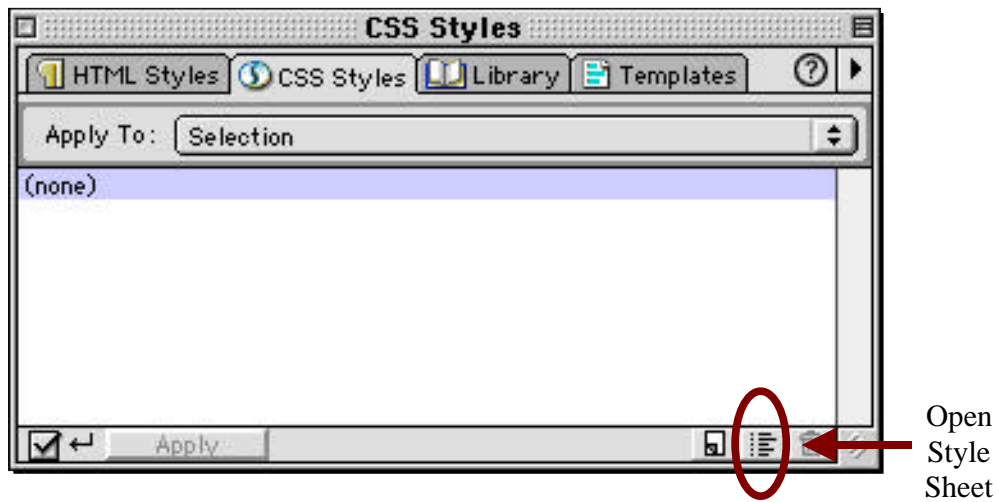 CSS Styles
HTML Styles CSS Styles Library Templates ?
Apply To: Selection
(none)
Apply
Open
Style
Sheet